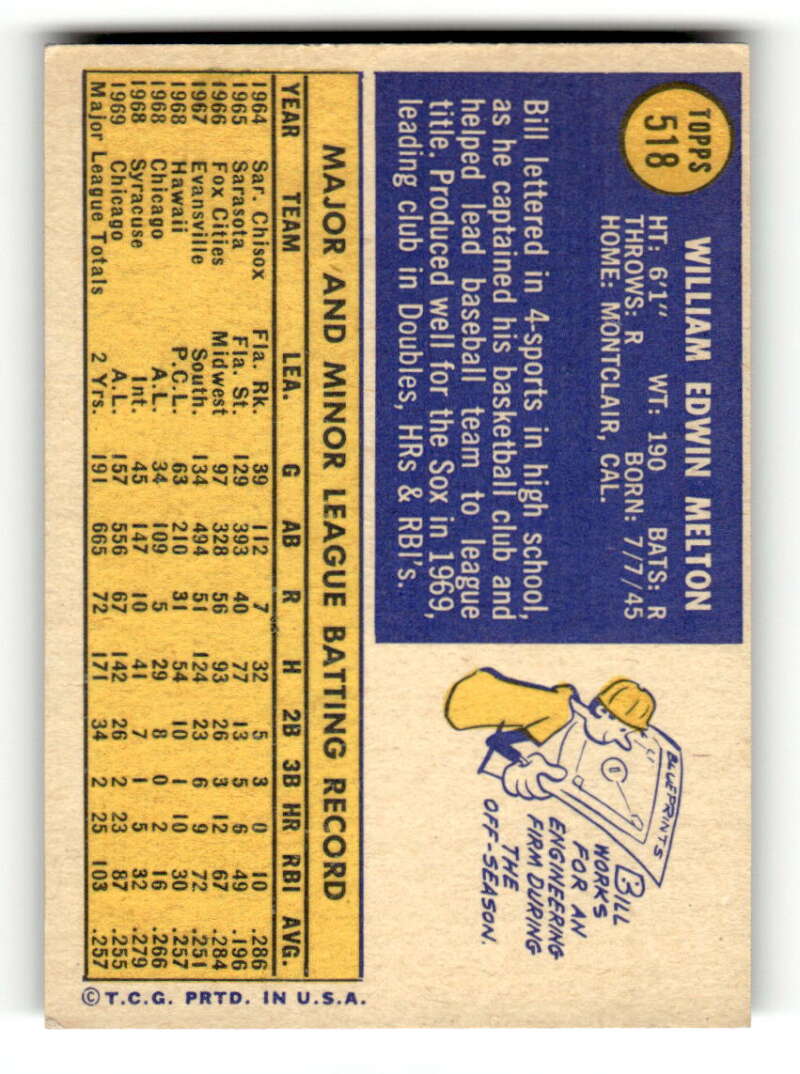 TOPPS
518
WILLIAM EDWIN MELTON
HT: 6'1" WT: 190 BATS: R
THROWS: R BORN: 7/7/45
HOME: MONTCLAIR, CAL.
Bill lettered in 4-sports in high school,
as he captained his basketball club and
helped lead baseball team to league
title. Produced well for the Sox in 1969,
leading club in Doubles, HRs & RBI's.
BLUEPRINTS
BILL
WORKS
FOR AN
ENGINEERING
FIRM DURING
THE
OFF-SEASON.
MAJOR AND MINOR LEAGUE BATTING RECORD
YEAR TEAM LEA. G AB R H 2B 3B HR RBI AVG.
1964 Sar. Chisox Fla. Rk. 39 112 7 32 5 3 0 10 .286
1965 Sarasota Fla. St. 129 393 40 77 13 5 6 49 .196
1966 Fox Cities Midwest 97 328 56 93 26 3 12 67 .284
1967 Evansville South. 134 494 51 124 23 6 9 72 .251
1968 Hawaii P.C.L. 63 210 31 54 10 1 10 30 .257
1968 Chicago A.L. 34 109 5 29 8 0 2 16 .266
1968 Syracuse Int. 45 147 10 41 7 1 5 32 .279
1969 Chicago A.L. 157 556 67 142 26 2 23 87 .255
Major League Totals 2 Yrs. 191 665 72 171 34 2 25 103 .257
© T.C.G. PRTD. IN U.S.A.